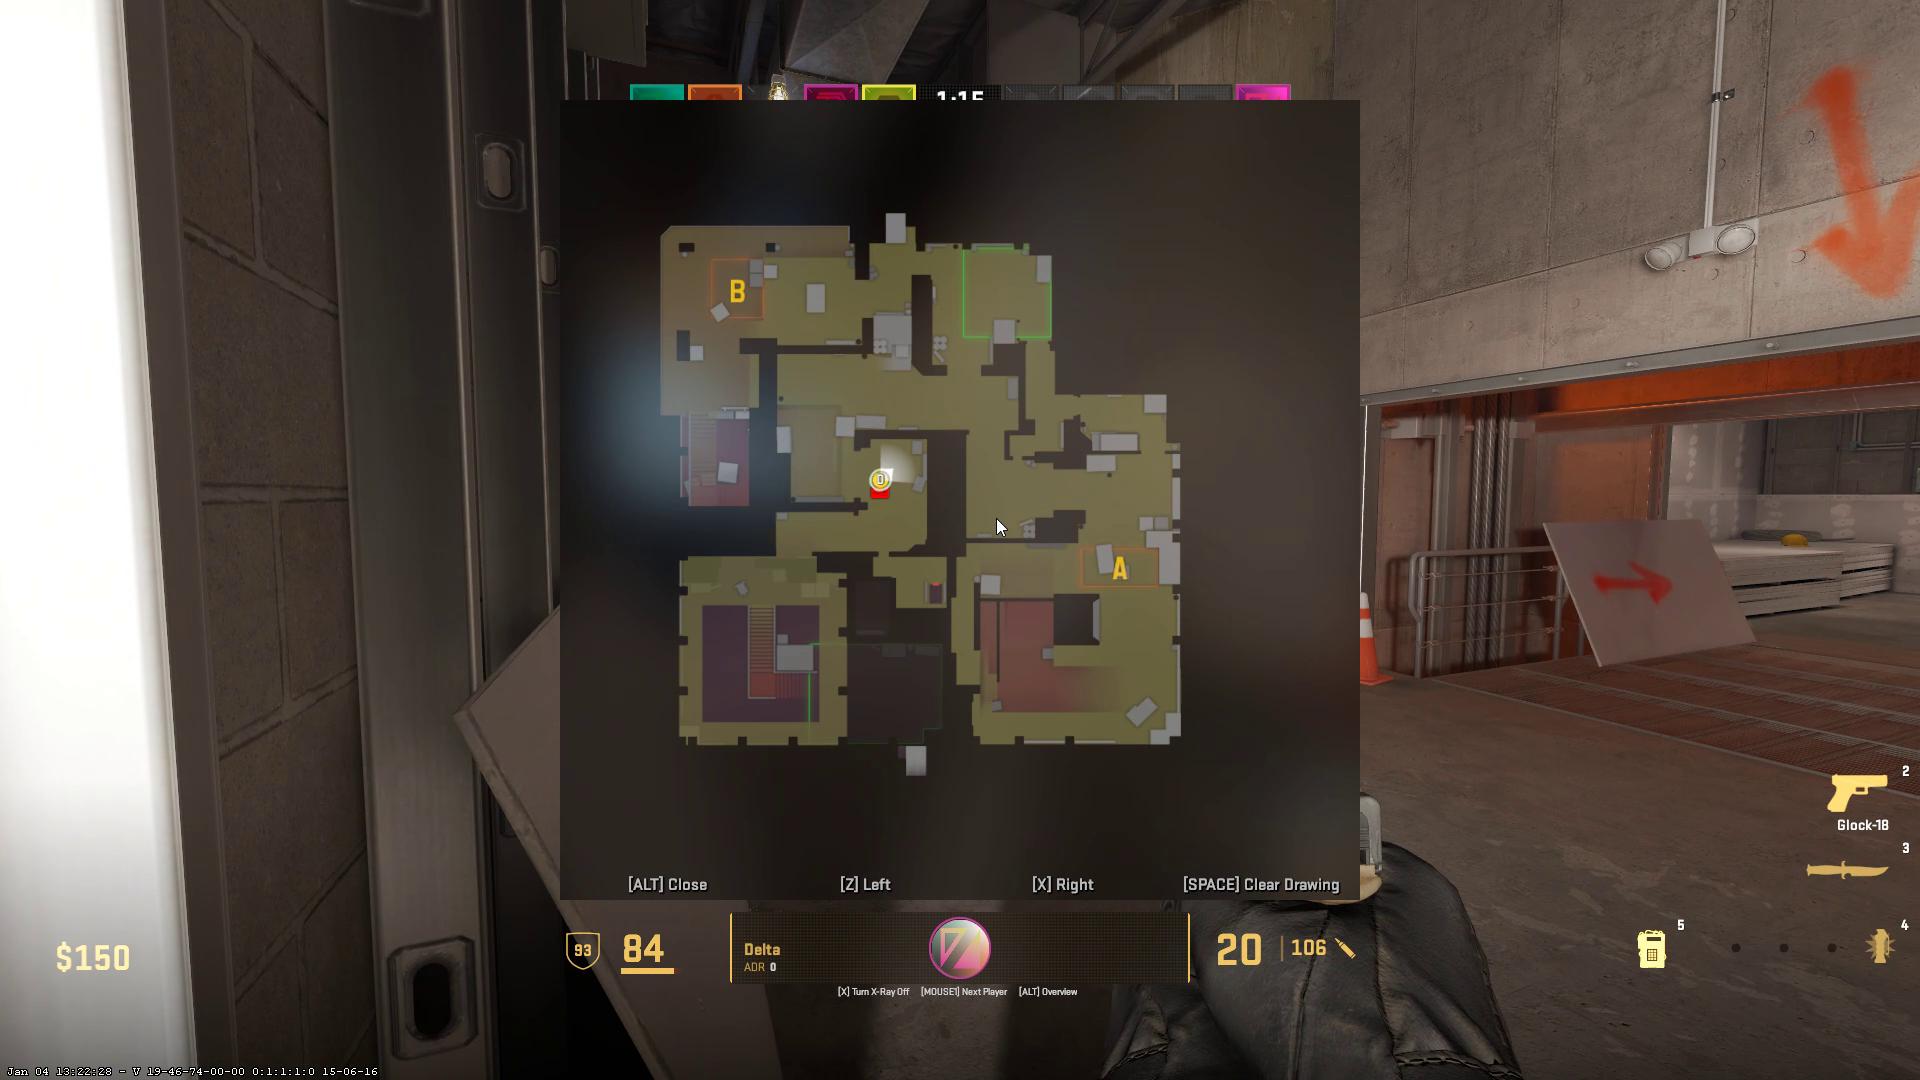 1:15
B
D
A
[ALT] Close
[Z] Left
[X] Right
[SPACE] Clear Drawing
2
Glock-18
3
5
4
$150
93
84
Delta
ADR 0
20
106
[X] Turn X-Ray Off
[MOUSE1] Next Player
[ALT] Overview
Jan 04 13:22:28 - V 19-46-74-00-00 0:1:1:1:0 15-06-16